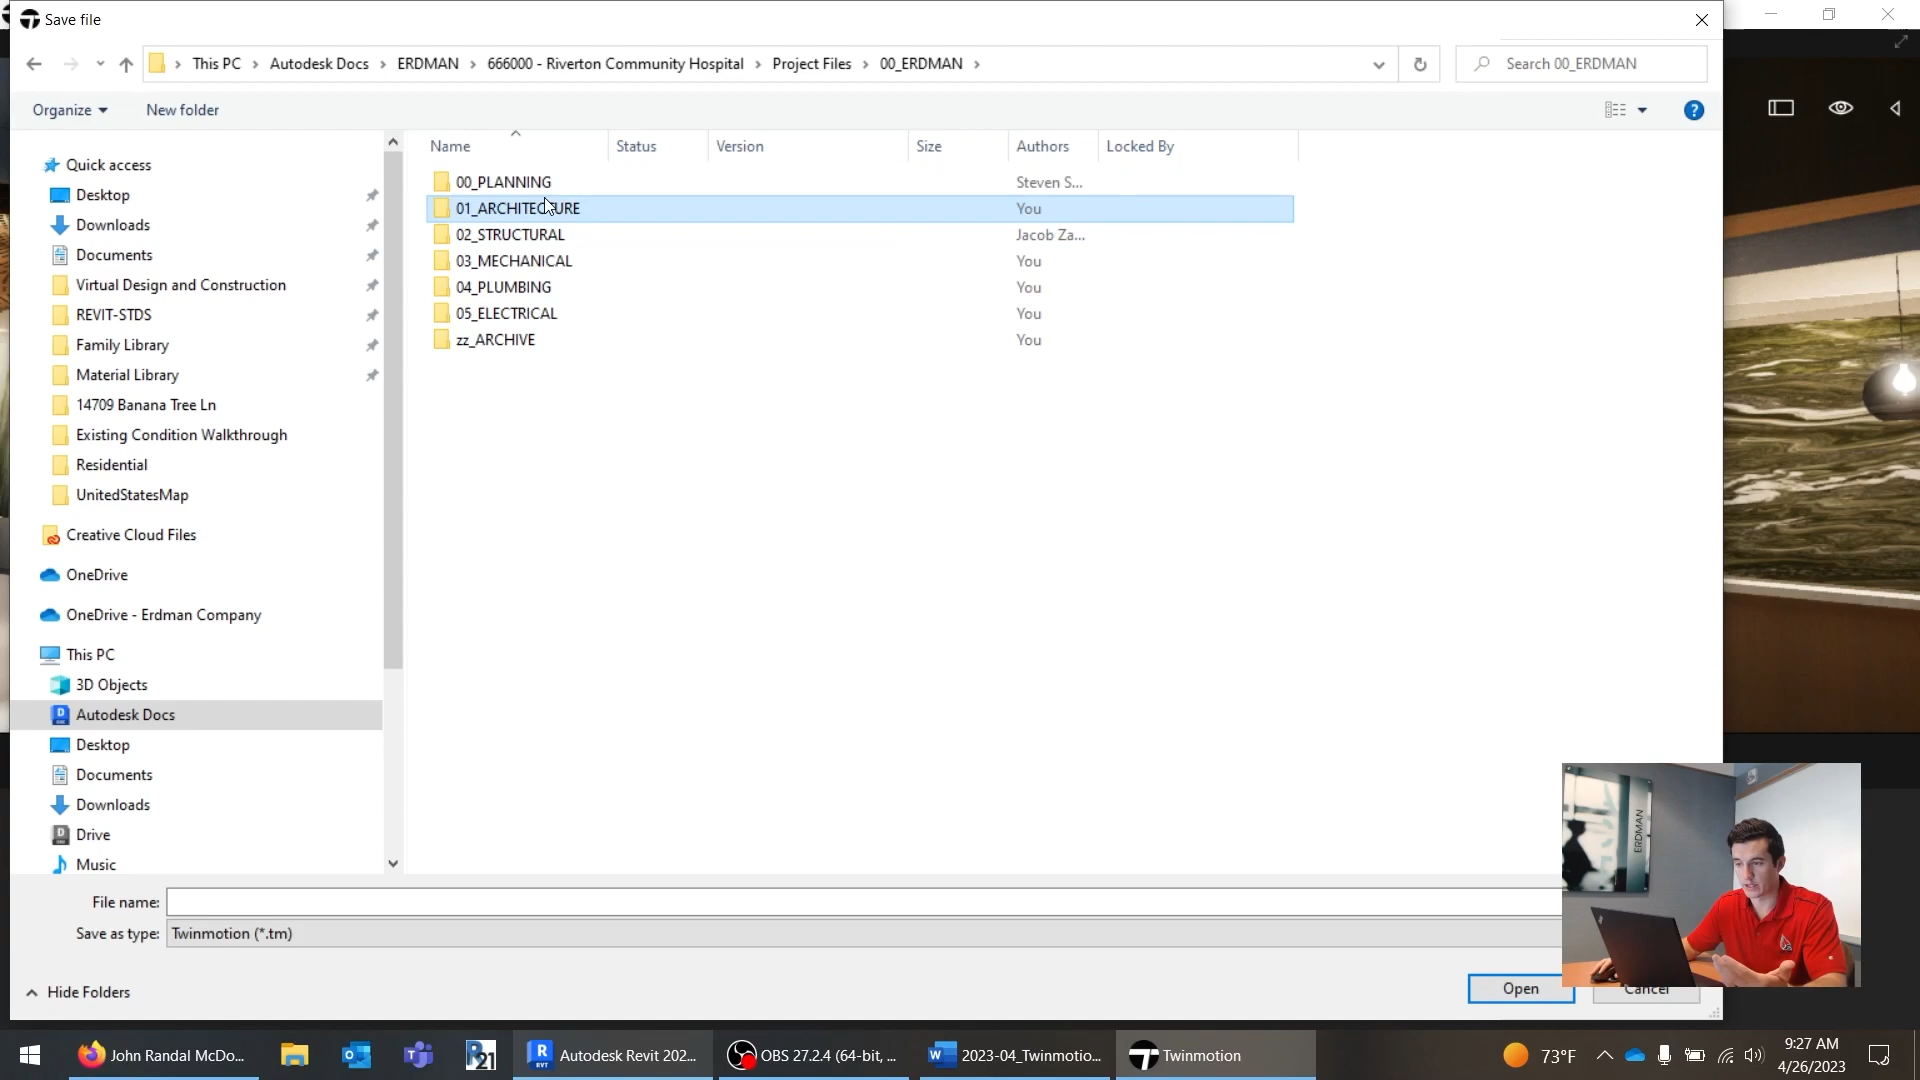 Save file
This PC > Autodesk Docs > ERDMAN > 666000 - Riverton Community Hospital > Project Files > 00_ERDMAN >
Search 00_ERDMAN
Organize
New folder
Name Status Version Size Authors Locked By
00_PLANNING Steven S...
01_ARCHITECTURE You
02_STRUCTURAL Jacob Za...
03_MECHANICAL You
04_PLUMBING You
05_ELECTRICAL You
zz_ARCHIVE You
Quick access
Desktop
Downloads
Documents
Virtual Design and Construction
REVIT-STDS
Family Library
Material Library
14709 Banana Tree Ln
Existing Condition Walkthrough
Residential
UnitedStatesMap
Creative Cloud Files
OneDrive
OneDrive - Erdman Company
This PC
3D Objects
Autodesk Docs
Desktop
Documents
Downloads
Drive
Music
File name:
Save as type: Twinmotion (*.tm)
Hide Folders
Open
Cancel
ERDMAN
John Randal McDo...
R21
Autodesk Revit 202...
OBS 27.2.4 (64-bit, ...
2023-04_Twinmotio...
Twinmotion
73°F
9:27 AM
4/26/2023